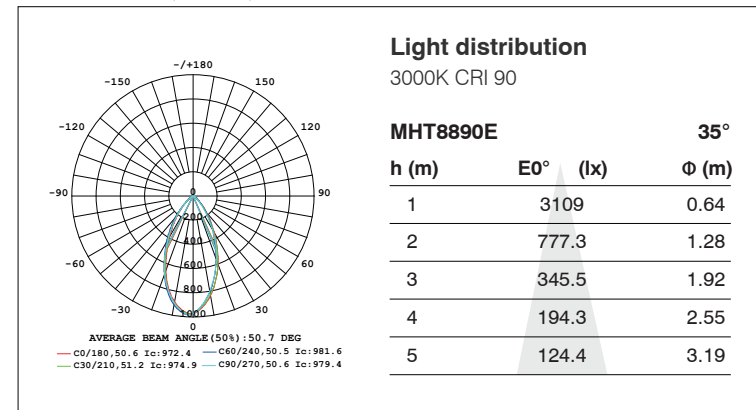 -/+180
-150
150
-120
120
-90
90
-60
60
-30
30
0
0
200
400
600
800
1000
AVERAGE BEAM ANGLE(50%):50.7 DEG
C0/180,50.6 Ic:972.4
C60/240,50.5 Ic:981.6
C30/210,51.2 Ic:974.9
C90/270,50.6 Ic:979.4
Light distribution
3000K CRI 90
MHT8890E 35°
h (m) E0° (lx) Φ (m)
1 3109 0.64
2 777.3 1.28
3 345.5 1.92
4 194.3 2.55
5 124.4 3.19